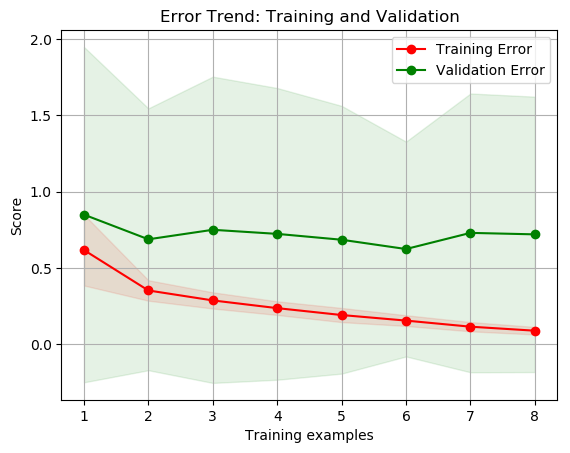 Error Trend: Training and Validation
Training Error
Validation Error
Score
2.0
1.5
1.0
0.5
0.0
1 2 3 4 5 6 7 8
Training examples